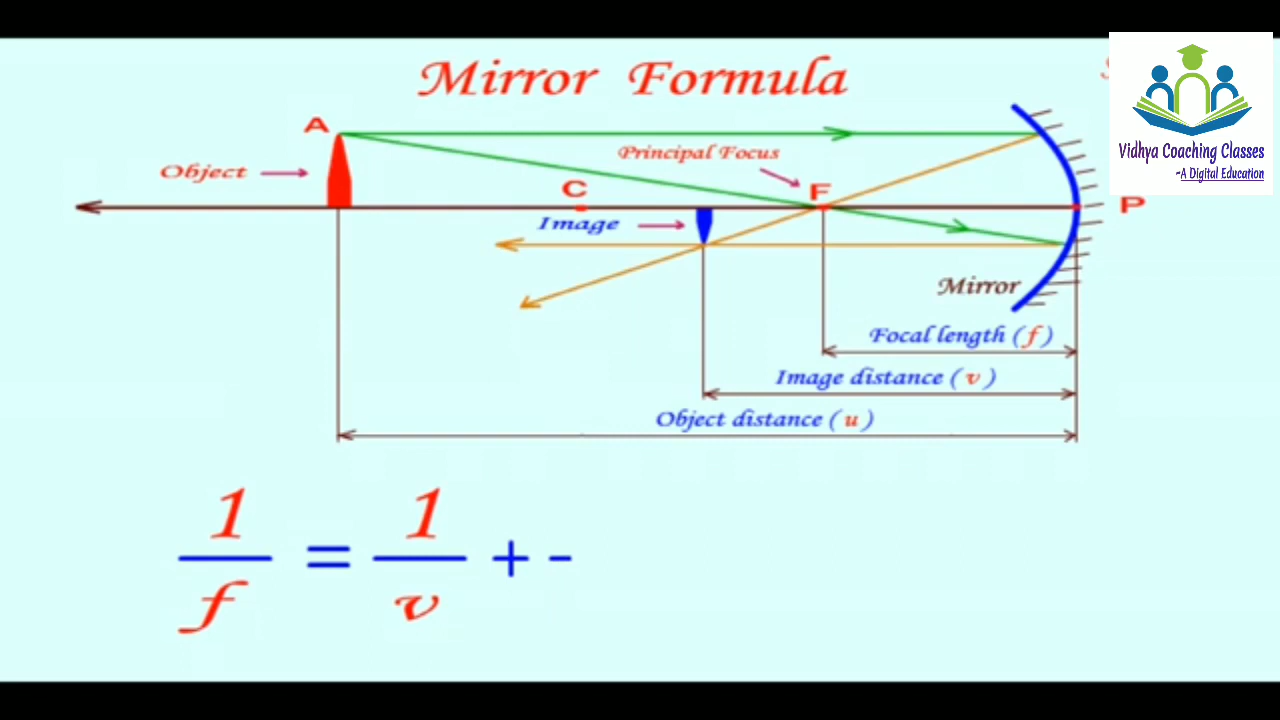 Mirror Formula
Vidhya Coaching Classes
~A Digital Education
A
Object
Principal Focus
C
F
P
Image
Mirror
Focal length ( f )
Image distance ( v )
Object distance ( u )
1/f = 1/v + -